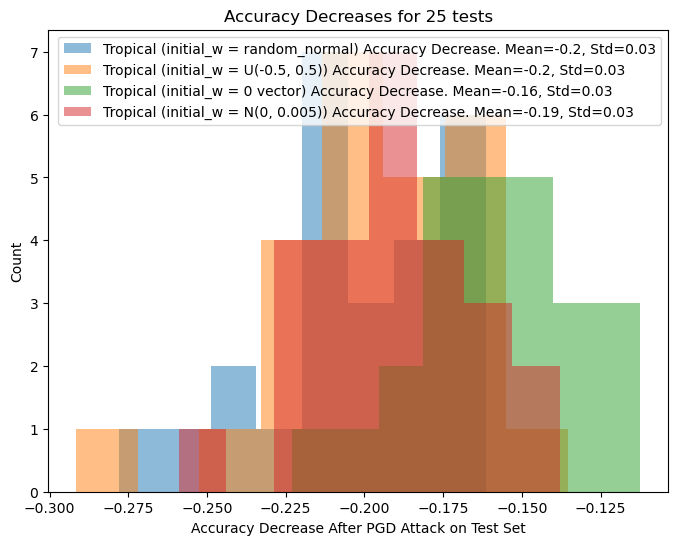 Accuracy Decreases for 25 tests
Tropical (initial_w = random_normal) Accuracy Decrease. Mean=-0.2, Std=0.03
Tropical (initial_w = U(-0.5, 0.5)) Accuracy Decrease. Mean=-0.2, Std=0.03
Tropical (initial_w = 0 vector) Accuracy Decrease. Mean=-0.16, Std=0.03
Tropical (initial_w = N(0, 0.005)) Accuracy Decrease. Mean=-0.19, Std=0.03
7
6
5
4
3
2
1
0
Count
−0.300 −0.275 −0.250 −0.225 −0.200 −0.175 −0.150 −0.125
Accuracy Decrease After PGD Attack on Test Set